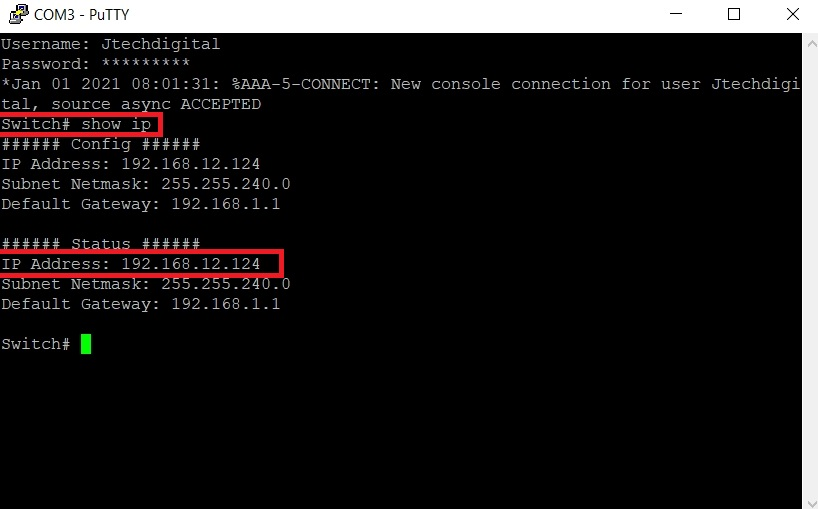 COM3 - PuTTY
Username: Jtechdigital
Password: *********
*Jan 01 2021 08:01:31: %AAA-5-CONNECT: New console connection for user Jtechdigi
tal, source async ACCEPTED
Switch# show ip
###### Config ######
IP Address: 192.168.12.124
Subnet Netmask: 255.255.240.0
Default Gateway: 192.168.1.1
###### Status ######
IP Address: 192.168.12.124
Subnet Netmask: 255.255.240.0
Default Gateway: 192.168.1.1
Switch#